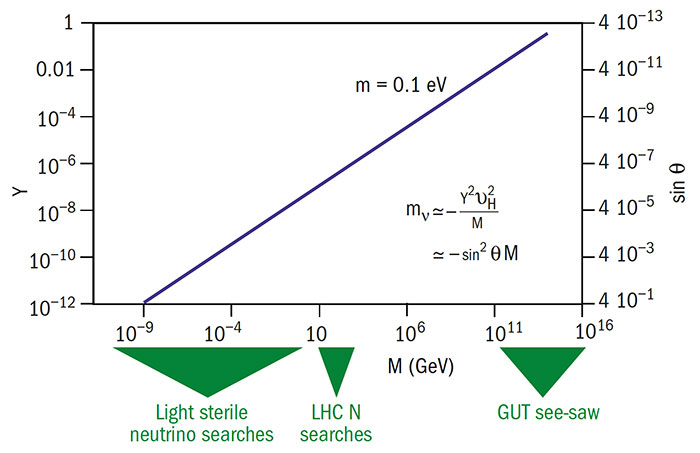 1
0.01
10⁻⁴
10⁻⁶
10⁻⁸
10⁻¹⁰
10⁻¹²
Y
m = 0.1 eV
mᵥ ≃ − Y²υ²H / M
≃ −sin² θ M
4 10⁻¹³
4 10⁻¹¹
4 10⁻⁹
4 10⁻⁷
4 10⁻⁵
4 10⁻³
4 10⁻¹
sin θ
10⁻⁹ 10⁻⁴ 10 10⁶ 10¹¹ 10¹⁶
M (GeV)
Light sterile
neutrino searches
LHC N
searches
GUT see-saw